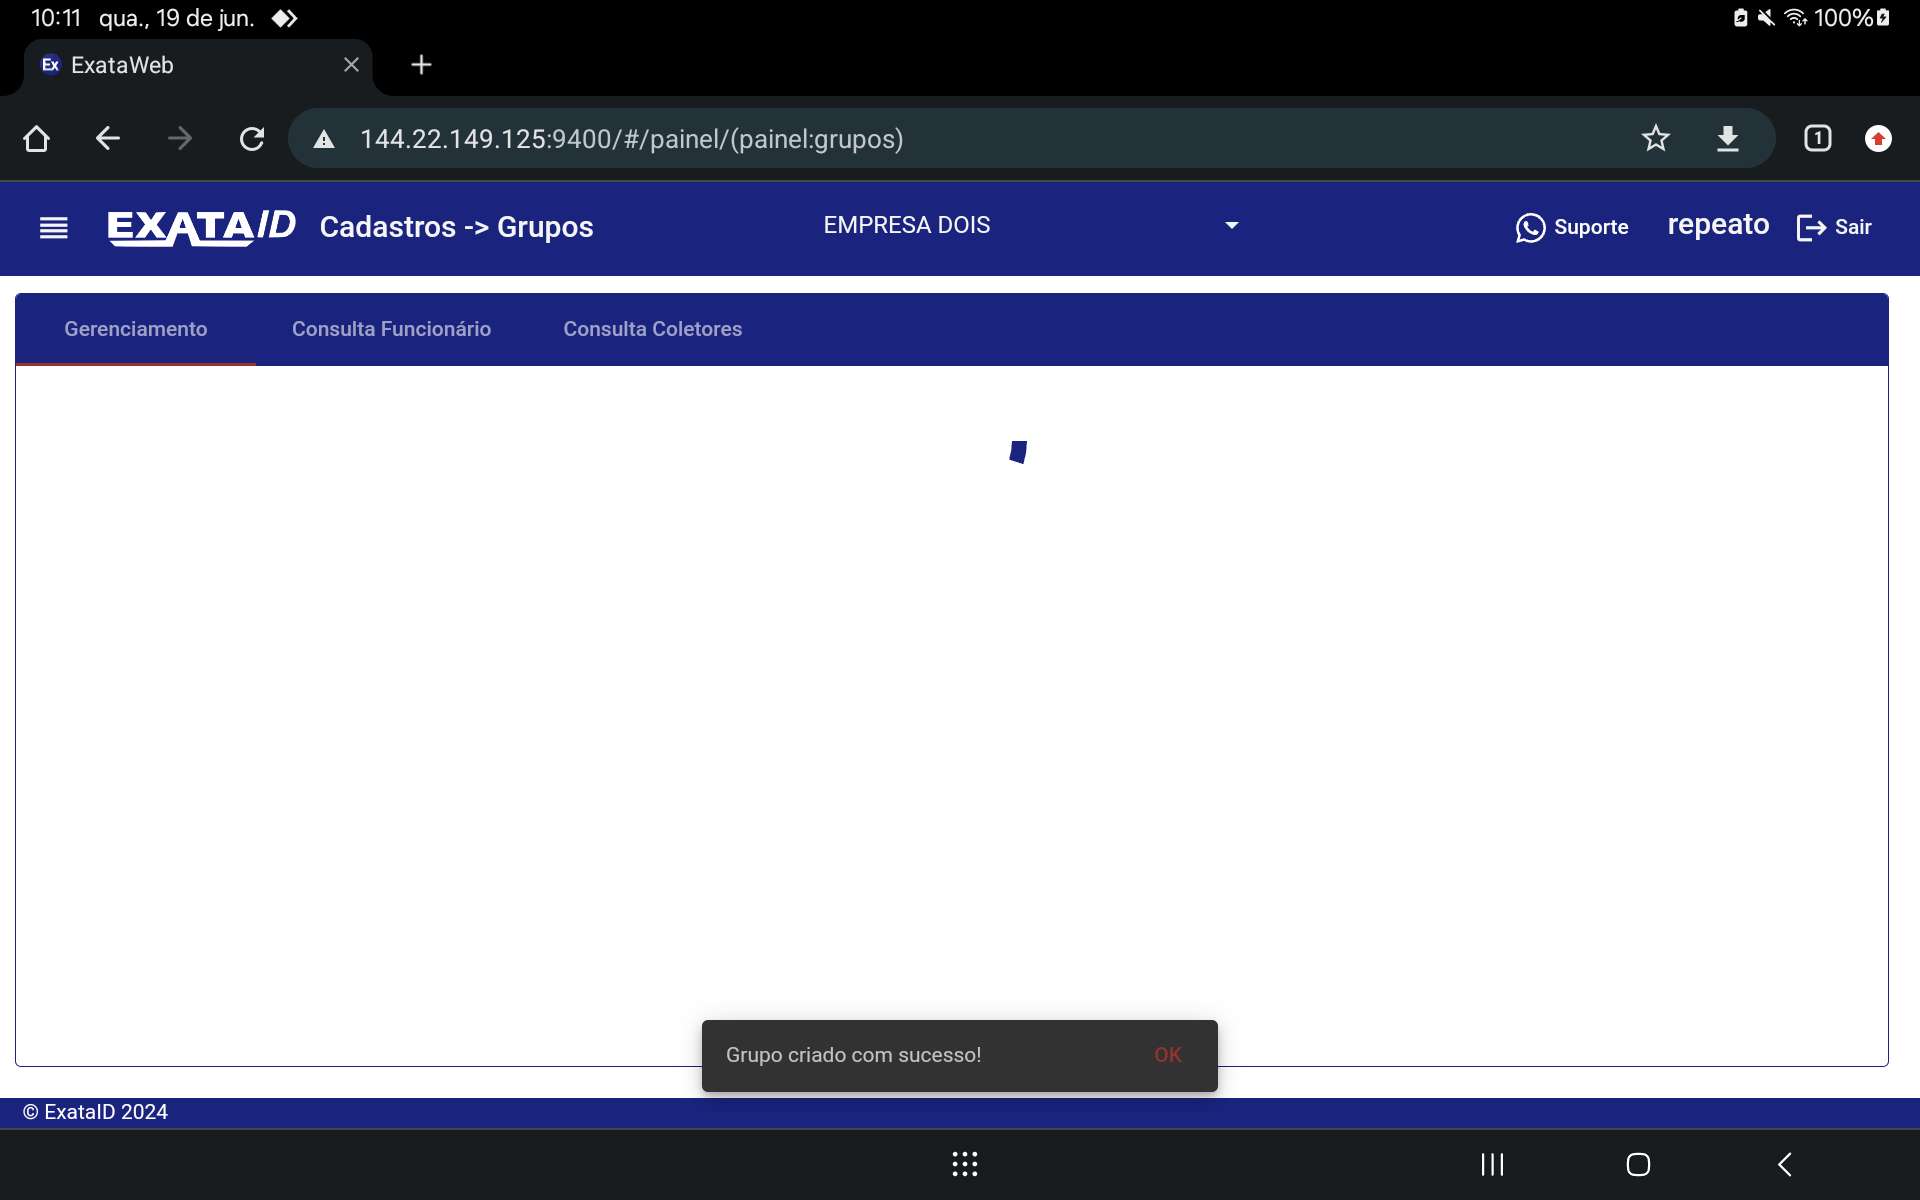 10:11 qua., 19 de jun. 100%
Ex ExataWeb
144.22.149.125:9400/#/painel/(painel:grupos) 1
EXATAID Cadastros -> Grupos EMPRESA DOIS Suporte repeato Sair
Gerenciamento Consulta Funcionário Consulta Coletores
Grupo criado com sucesso! OK
© ExataID 2024